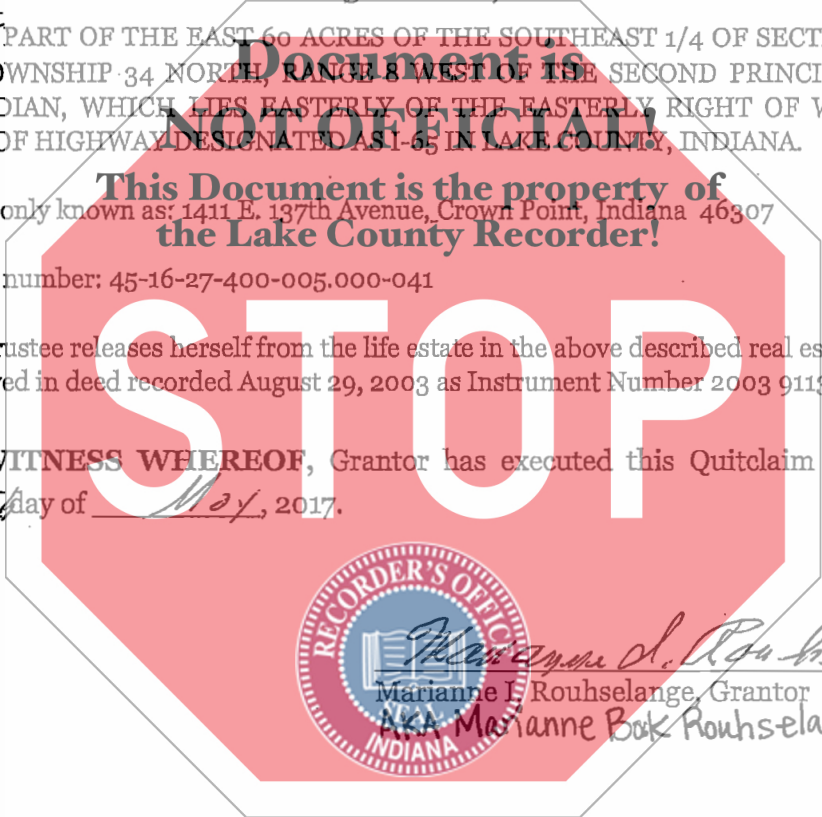 PART OF THE EAST 60 ACRES OF THE SOUTHEAST 1/4 OF SECT
Document is
WNSHIP 34 NORTH, RANGE 8 WEST OF THE SECOND PRINCI
DIAN, WHICH LIES EASTERLY OF THE EASTERLY RIGHT OF W
NOT OFFICIAL!
OF HIGHWAY DESIGNATED AS I-65 IN LAKE COUNTY, INDIANA.
This Document is the property of
only known as: 1411 E. 137th Avenue, Crown Point, Indiana 46307
the Lake County Recorder!
number: 45-16-27-400-005.000-041
STOP
rustee releases herself from the life estate in the above described real es
ed in deed recorded August 29, 2003 as Instrument Number 2003 9113
ITNESS WHEREOF, Grantor has executed this Quitclaim
day of May, 2017.
RECORDER'S OFFICE
SEAL
INDIANA
Marianne I. Rouhselange, Grantor
AKA Marianne Bock Rouhsela